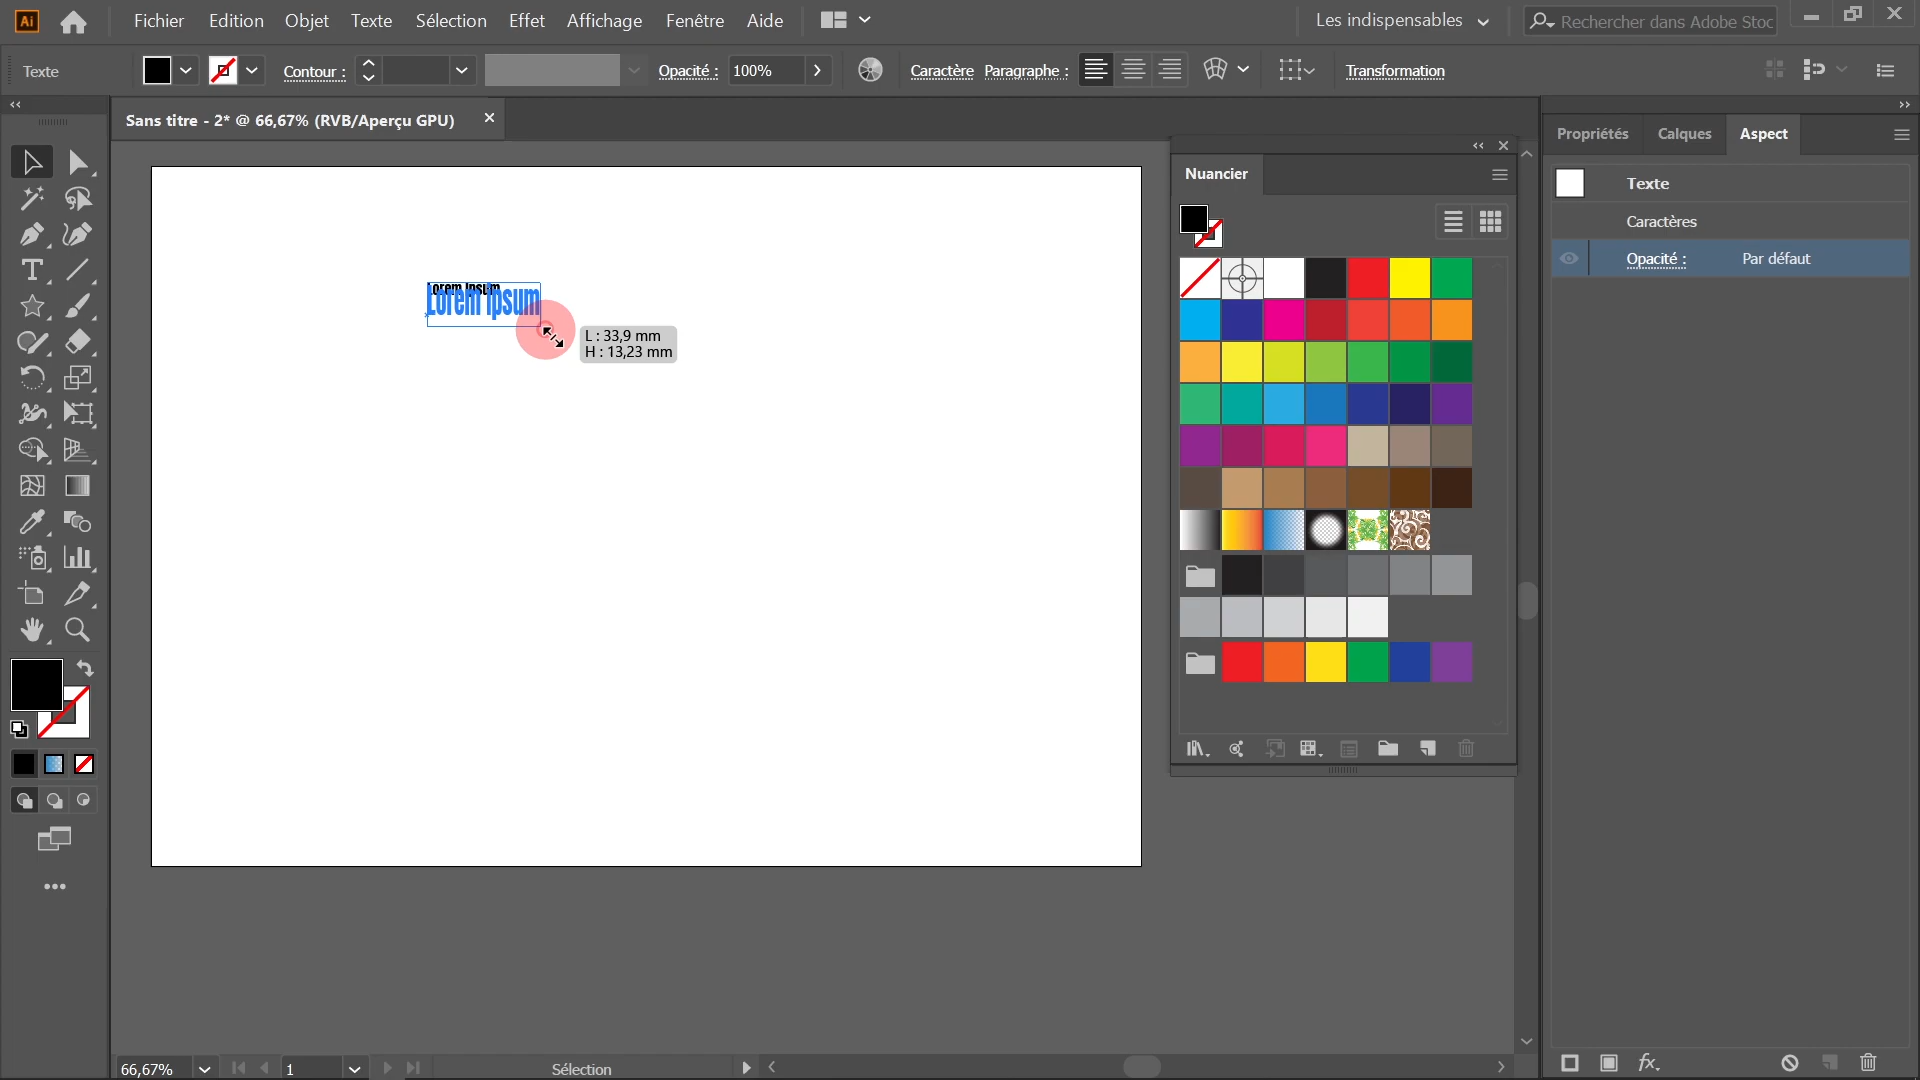 Ai
Fichier Edition Objet Texte Sélection Effet Affichage Fenêtre Aide
Les indispensables
Rechercher dans Adobe Stoc
Texte
Contour :
Opacité : 100%
Caractère Paragraphe :
Transformation
Sans titre - 2* @ 66,67% (RVB/Aperçu GPU)
Nuancier
Propriétés Calques Aspect
Texte
Caractères
Opacité : Par défaut
Lorem Ipsum
Lorem Ipsum
L : 33,9 mm
H : 13,23 mm
66,67%
1
Sélection
fx